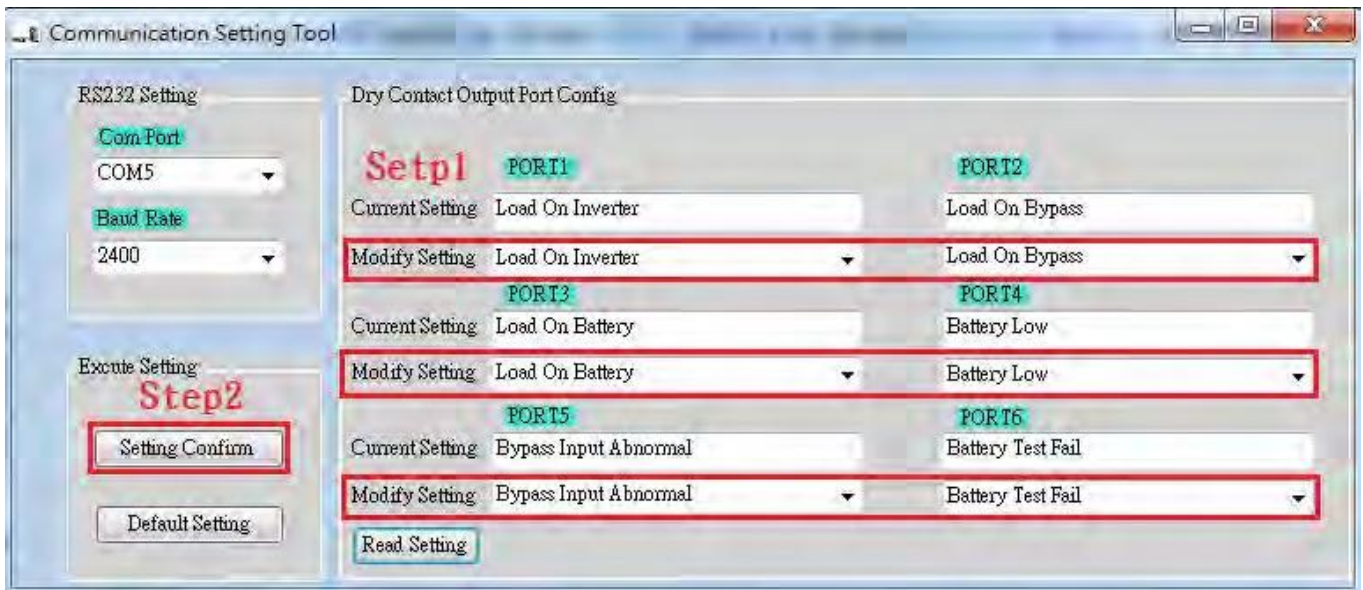 Communication Setting Tool
RS232 Setting
Com Port
COM5
Baud Rate
2400
Excute Setting
Step2
Setting Confirm
Default Setting
Dry Contact Output Port Config
Setp1 PORT1 PORT2
Current Setting Load On Inverter Load On Bypass
Modify Setting Load On Inverter Load On Bypass
PORT3 PORT4
Current Setting Load On Battery Battery Low
Modify Setting Load On Battery Battery Low
PORT5 PORT6
Current Setting Bypass Input Abnormal Battery Test Fail
Modify Setting Bypass Input Abnormal Battery Test Fail
Read Setting